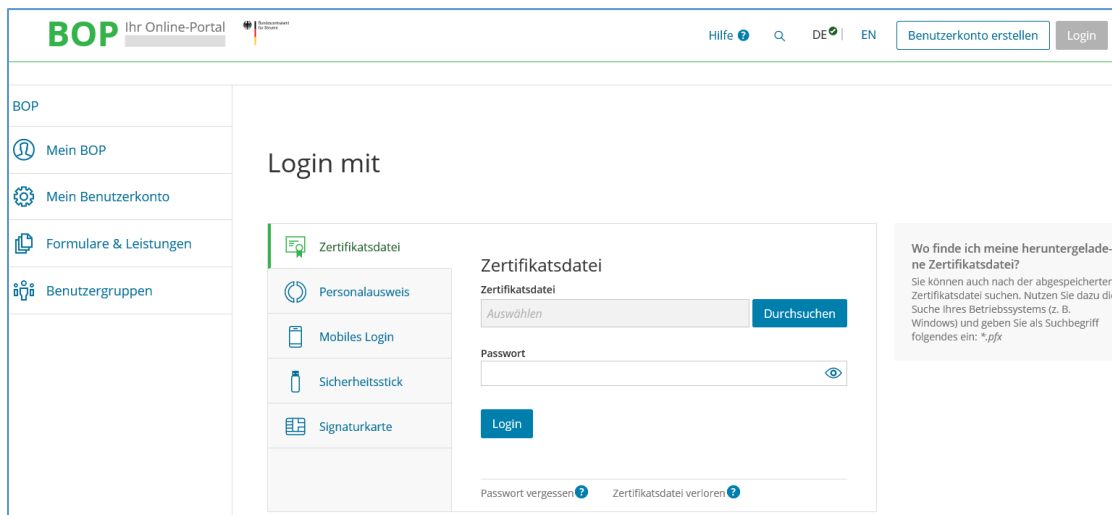 BOP Ihr Online-Portal
Bundeszentralamt
für Steuern
Hilfe ?
DE
EN
Benutzerkonto erstellen
Login
BOP
Mein BOP
Mein Benutzerkonto
Formulare & Leistungen
Benutzergruppen
Login mit
Zertifikatsdatei
Personalausweis
Mobiles Login
Sicherheitsstick
Signaturkarte
Zertifikatsdatei
Zertifikatsdatei
Auswählen
Durchsuchen
Passwort
Login
Passwort vergessen ?
Zertifikatsdatei verloren ?
Wo finde ich meine heruntergelade-
ne Zertifikatsdatei?
Sie können auch nach der abgespeicherten
Zertifikatsdatei suchen. Nutzen Sie dazu die
Suche Ihres Betriebssystems (z. B.
Windows) und geben Sie als Suchbegriff
folgendes ein: *.pfx